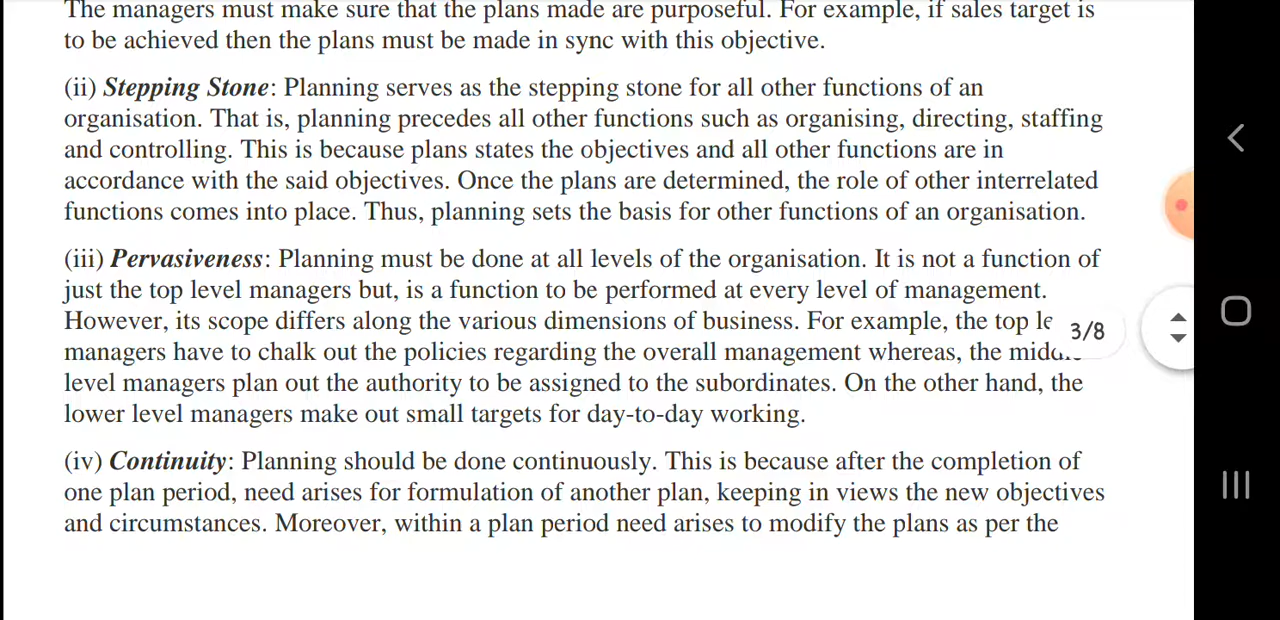 The managers must make sure that the plans made are purposeful. For example, if sales target is
to be achieved then the plans must be made in sync with this objective.
(ii) Stepping Stone: Planning serves as the stepping stone for all other functions of an
organisation. That is, planning precedes all other functions such as organising, directing, staffing
and controlling. This is because plans states the objectives and all other functions are in
accordance with the said objectives. Once the plans are determined, the role of other interrelated
functions comes into place. Thus, planning sets the basis for other functions of an organisation.
(iii) Pervasiveness: Planning must be done at all levels of the organisation. It is not a function of
just the top level managers but, is a function to be performed at every level of management.
However, its scope differs along the various dimensions of business. For example, the top
3/8
managers have to chalk out the policies regarding the overall management whereas, the
level managers plan out the authority to be assigned to the subordinates. On the other hand, the
lower level managers make out small targets for day-to-day working.
(iv) Continuity: Planning should be done continuously. This is because after the completion of
one plan period, need arises for formulation of another plan, keeping in views the new objectives
and circumstances. Moreover, within a plan period need arises to modify the plans as per the